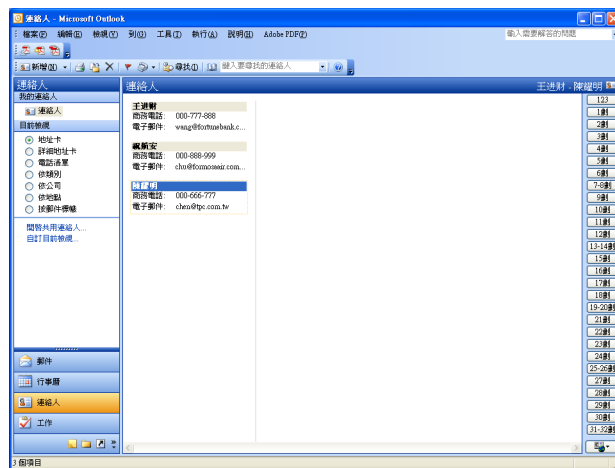 連絡人 - Microsoft Outlook
檔案(F) 編輯(E) 檢視(V) 到(G) 工具(T) 執行(A) 說明(H) Adobe PDF(P)
輸入需要解答的問題
新增(N) 尋找(I) 鍵入要尋找的連絡人
連絡人
我的連絡人
連絡人
目前檢視
地址卡
詳細地址卡
電話清單
依類別
依公司
依地點
按郵件標幟
開啓共用連絡人...
自訂目前檢視...
郵件
行事曆
連絡人
工作
連絡人 王進財 - 陳耀明
王進財
商務電話: 000-777-888
電子郵件: wang@fortunebank.c...
商務電話: 000-888-999
電子郵件: chu@formoseair.com...
陳耀明
商務電話: 000-666-777
電子郵件: chen@tpc.com.tw
123
1劃
2劃
3劃
4劃
5劃
6劃
7-8劃
9劃
10劃
11劃
12劃
13-14劃
15劃
16劃
17劃
18劃
19-20劃
21劃
22劃
23劃
24劃
25-26劃
27劃
28劃
29劃
30劃
31-32劃
3 個項目